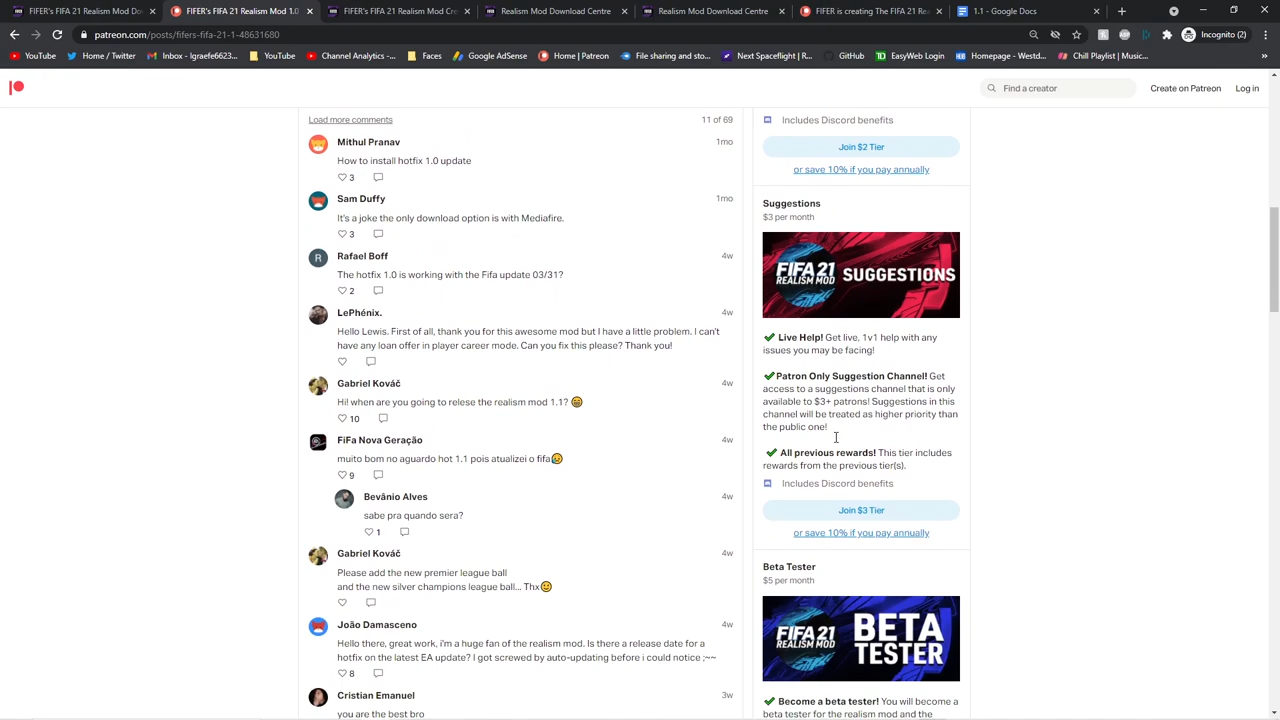 FIFER's FIFA 21 Realism Mod Do
FIFER's FIFA 21 Realism Mod 1.0
FIFER's FIFA 21 Realism Mod Cre
Realism Mod Download Centre
Realism Mod Download Centre
FIFER is creating The FIFA 21 Re
1.1 - Google Docs
patreon.com/posts/fifers-fifa-21-1-48631680
Incognito (2)
YouTube
Home / Twitter
Inbox - lgraefe6623...
YouTube
Channel Analytics -...
Faces
Google AdSense
Home | Patreon
File sharing and sto...
Nexus Spotlight | R...
GitHub
EasyWeb Login
Homepage - Westd...
Chill Playlist | Music...
Find a creator
Create on Patreon
Log in
Load more comments
11 of 69
Mithul Pranav
1mo
How to install hotfix 1.0 update
3
Sam Duffy
1mo
It's a joke the only download option is with Mediafire.
3
R
Rafael Boff
4w
The hotfix 1.0 is working with the Fifa update 03/31?
2
LePhénix.
4w
Hello Lewis. First of all, thank you for this awesome mod but I have a little problem. I can't
have any loan offer in player career mode. Can you fix this please? Thank you!
Gabriel Kováč
4w
Hi! when are you going to relese the realism mod 1.1? 😁
10
FiFa Nova Geração
4w
muito bom no aguardo hot 1.1 pois atualizei o fifa😥
9
Bevânio Alves
4w
sabe pra quando sera?
1
Gabriel Kováč
4w
Please add the new premier league ball
and the new silver champions league ball... Thx🙂
João Damasceno
4w
Hello there, great work, i'm a huge fan of the realism mod. Is there a release date for a
hotfix on the latest EA update? I got screwed by auto-updating before i could notice ;~~
8
Cristian Emanuel
3w
you are the best bro
Includes Discord benefits
Join $2 Tier
or save 10% if you pay annually
Suggestions
$3 per month
FIFA 21
REALISM MOD
SUGGESTIONS
✔ Live Help! Get live, 1v1 help with any
issues you may be facing!
✔Patron Only Suggestion Channel! Get
access to a suggestions channel that is only
available to $3+ patrons! Suggestions in this
channel will be treated as higher priority than
the public one!
✔ All previous rewards! This tier includes
rewards from the previous tier(s).
Includes Discord benefits
Join $3 Tier
or save 10% if you pay annually
Beta Tester
$5 per month
FIFA 21
REALISM MOD
BETA
TESTER
✔ Become a beta tester! You will become a
beta tester for the realism mod and the